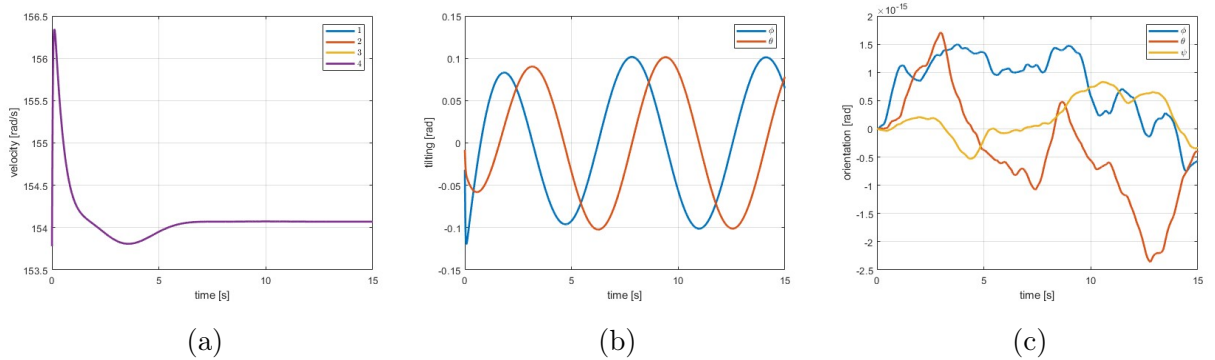 156.5
156
155.5
155
154.5
154
153.5
velocity [rad/s]
0 5 10 15
time [s]
1
2
3
4
(a)
0.15
0.1
0.05
0
-0.05
-0.1
-0.15
tilting [rad]
0 5 10 15
time [s]
ϕ
θ
(b)
×10⁻¹⁵
2
1.5
1
0.5
0
-0.5
-1
-1.5
-2
-2.5
orientation [rad]
0 5 10 15
time [s]
ϕ
θ
ψ
(c)